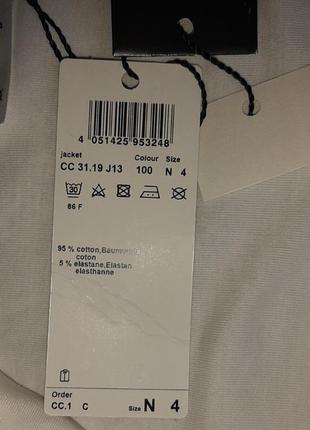 4 051425 953248
jacket Colour Size
CC 31.19 J13 100 N 4
30
86 F
95 % cotton,Baumwolle
coton
5 % elastane,Elastan
elasthanne
Order
CC.1 C Size N 4